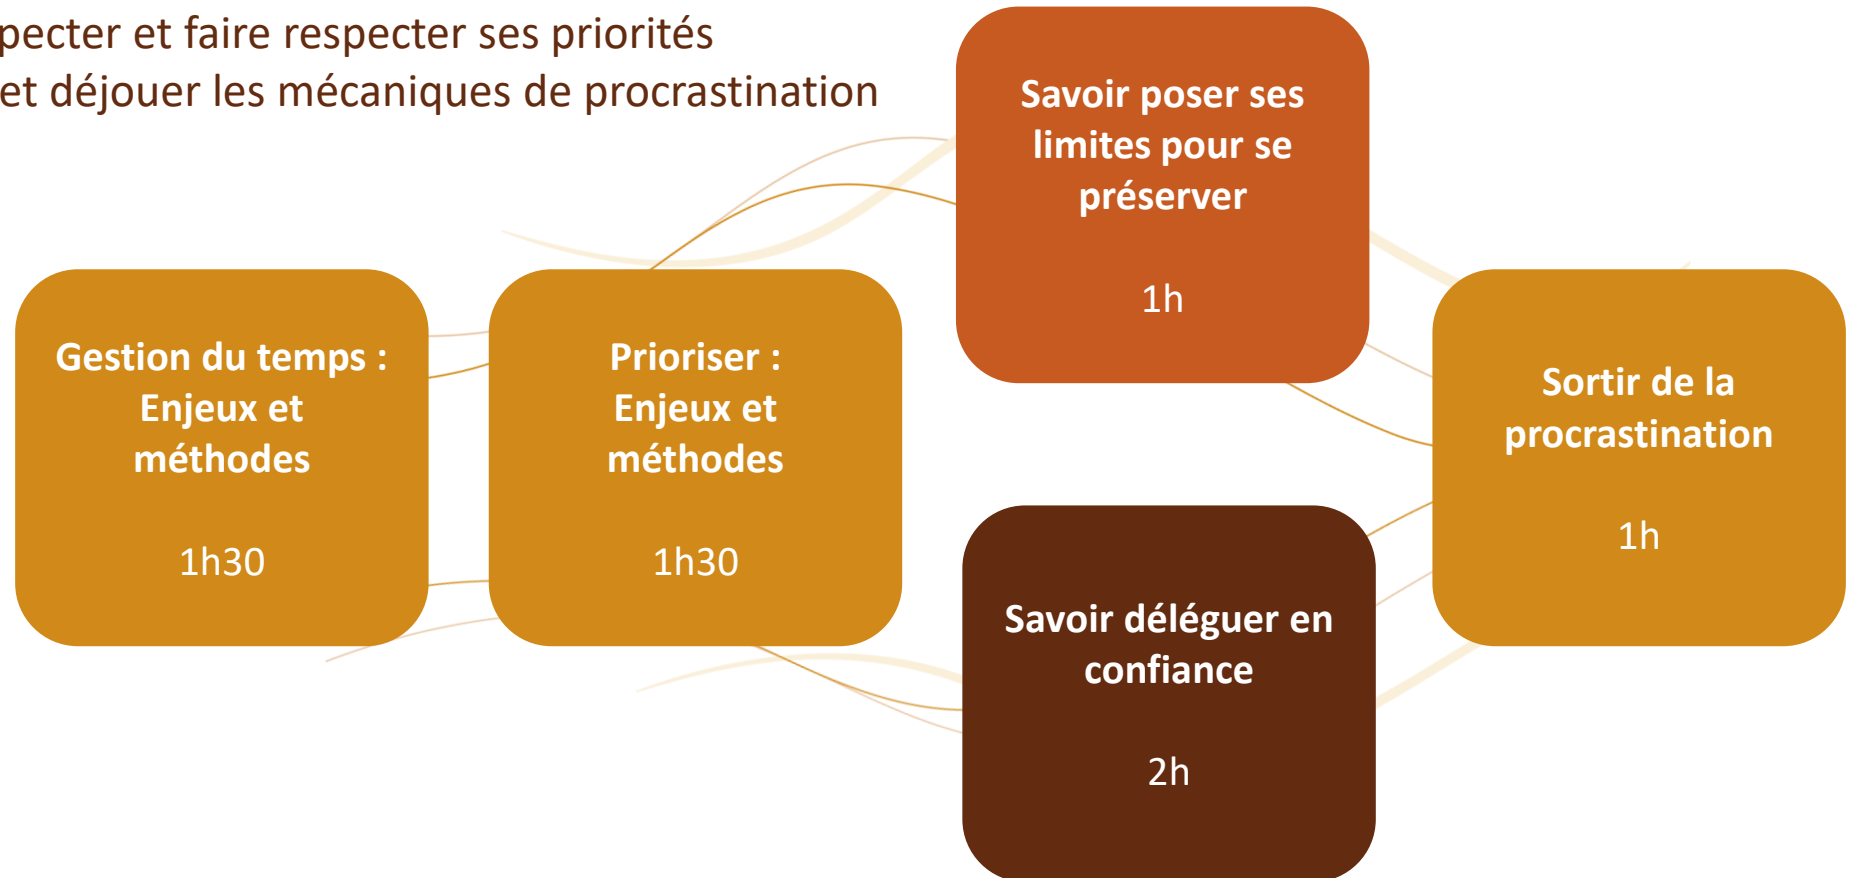 pecter et faire respecter ses priorités
et déjouer les mécaniques de procrastination
Gestion du temps :
Enjeux et
méthodes
1h30
Prioriser :
Enjeux et
méthodes
1h30
Savoir poser ses
limites pour se
préserver
1h
Savoir déléguer en
confiance
2h
Sortir de la
procrastination
1h